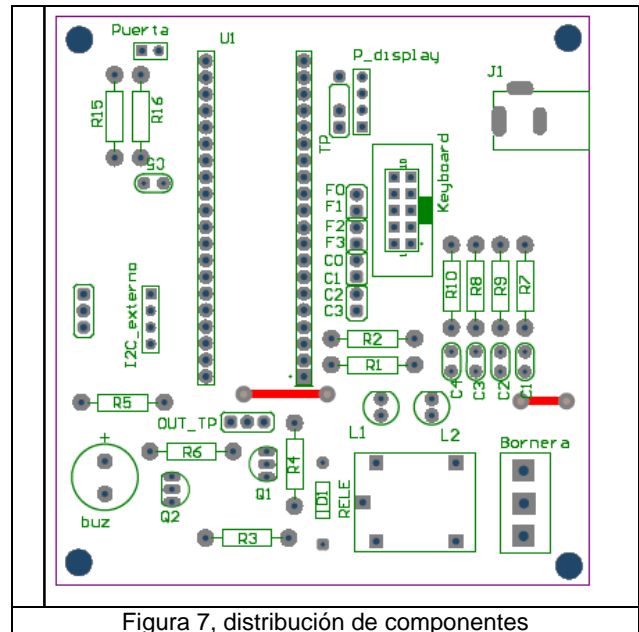 Puerta
U1
P_display
J1
R15
R16
TP
C5
Keyboard
10
1
F0
F1
F2
F3
C0
C1
C2
C3
I2C_externo
R10
R8
R9
R7
R2
R1
C4
C3
C2
C1
R5
OUT_TP
L1
L2
Bornera
+
R6
R4
Q1
Q2
D1
RELE
buz
R3
Figura 7, distribución de componentes